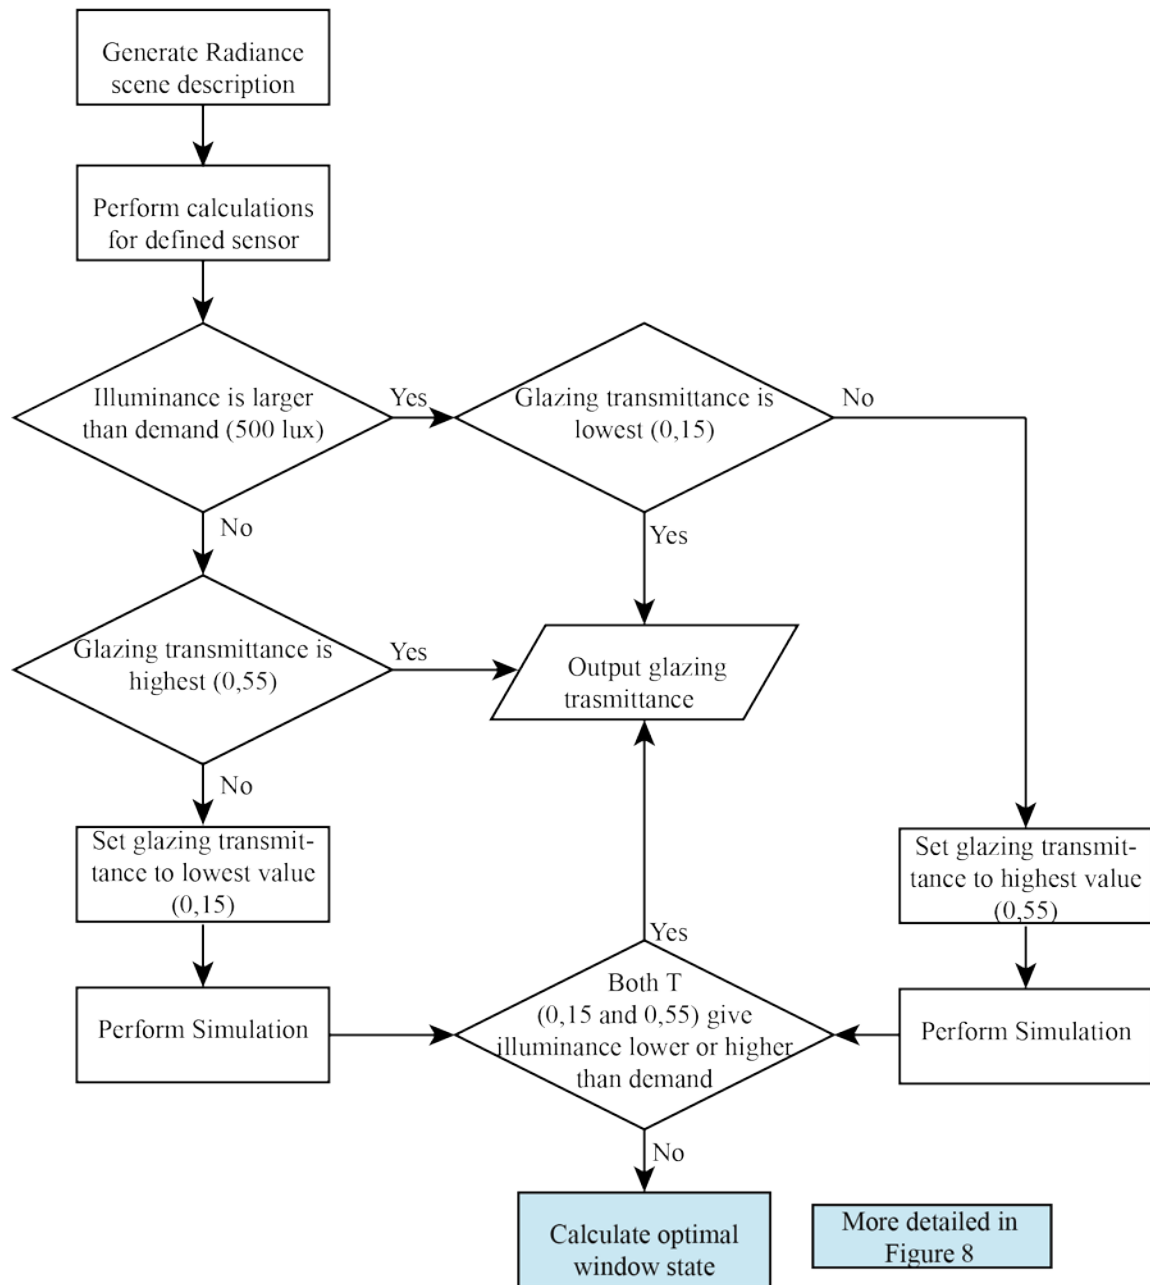 Generate Radiance
scene description
Perform calculations
for defined sensor
Illuminance is larger
than demand (500 lux)
Yes
Glazing transmittance is
lowest (0,15)
No
No
Yes
Glazing transmittance is
highest (0,55)
Yes
Output glazing
trasmittance
No
Set glazing transmit-
tance to lowest value
(0,15)
Set glazing transmit-
tance to highest value
(0,55)
Yes
Perform Simulation
Both T
(0,15 and 0,55) give
illuminance lower or higher
than demand
Perform Simulation
No
Calculate optimal
window state
More detailed in
Figure 8